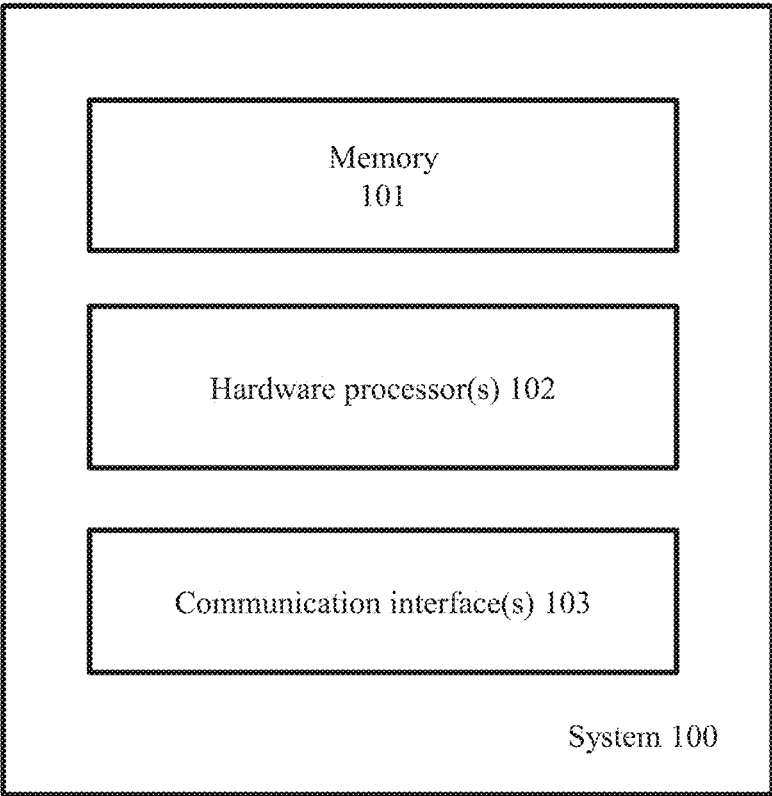 Memory
101
Hardware processor(s) 102
Communication interface(s) 103
System 100